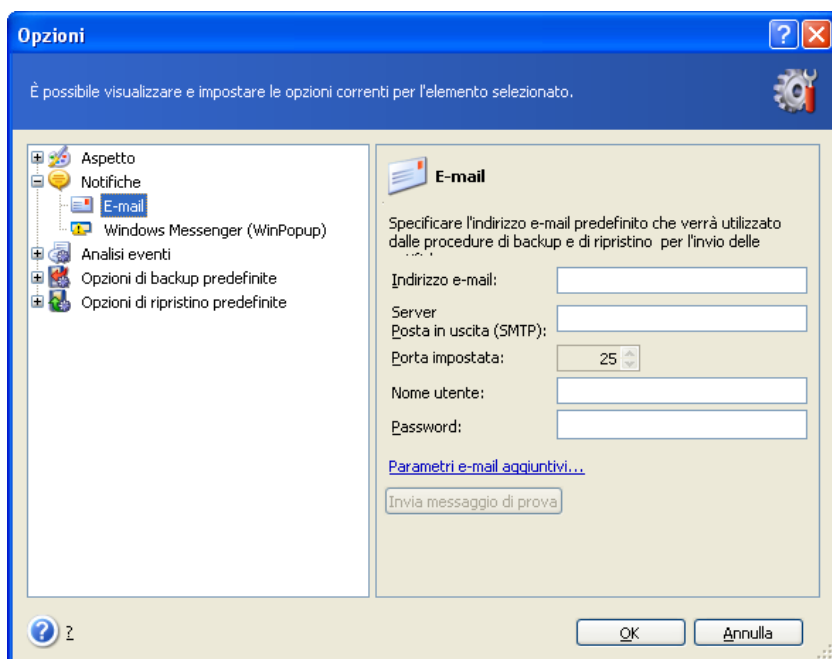 Opzioni
È possibile visualizzare e impostare le opzioni correnti per l'elemento selezionato.
Aspetto
Notifiche
E-mail
Windows Messenger (WinPopup)
Analisi eventi
Opzioni di backup predefinite
Opzioni di ripristino predefinite
E-mail
Specificare l'indirizzo e-mail predefinito che verrà utilizzato
dalle procedure di backup e di ripristino per l'invio delle
Indirizzo e-mail:
Server
Posta in uscita (SMTP):
Porta impostata:
25
Nome utente:
Password:
Parametri e-mail aggiuntivi...
Invia messaggio di prova
?
OK
Annulla